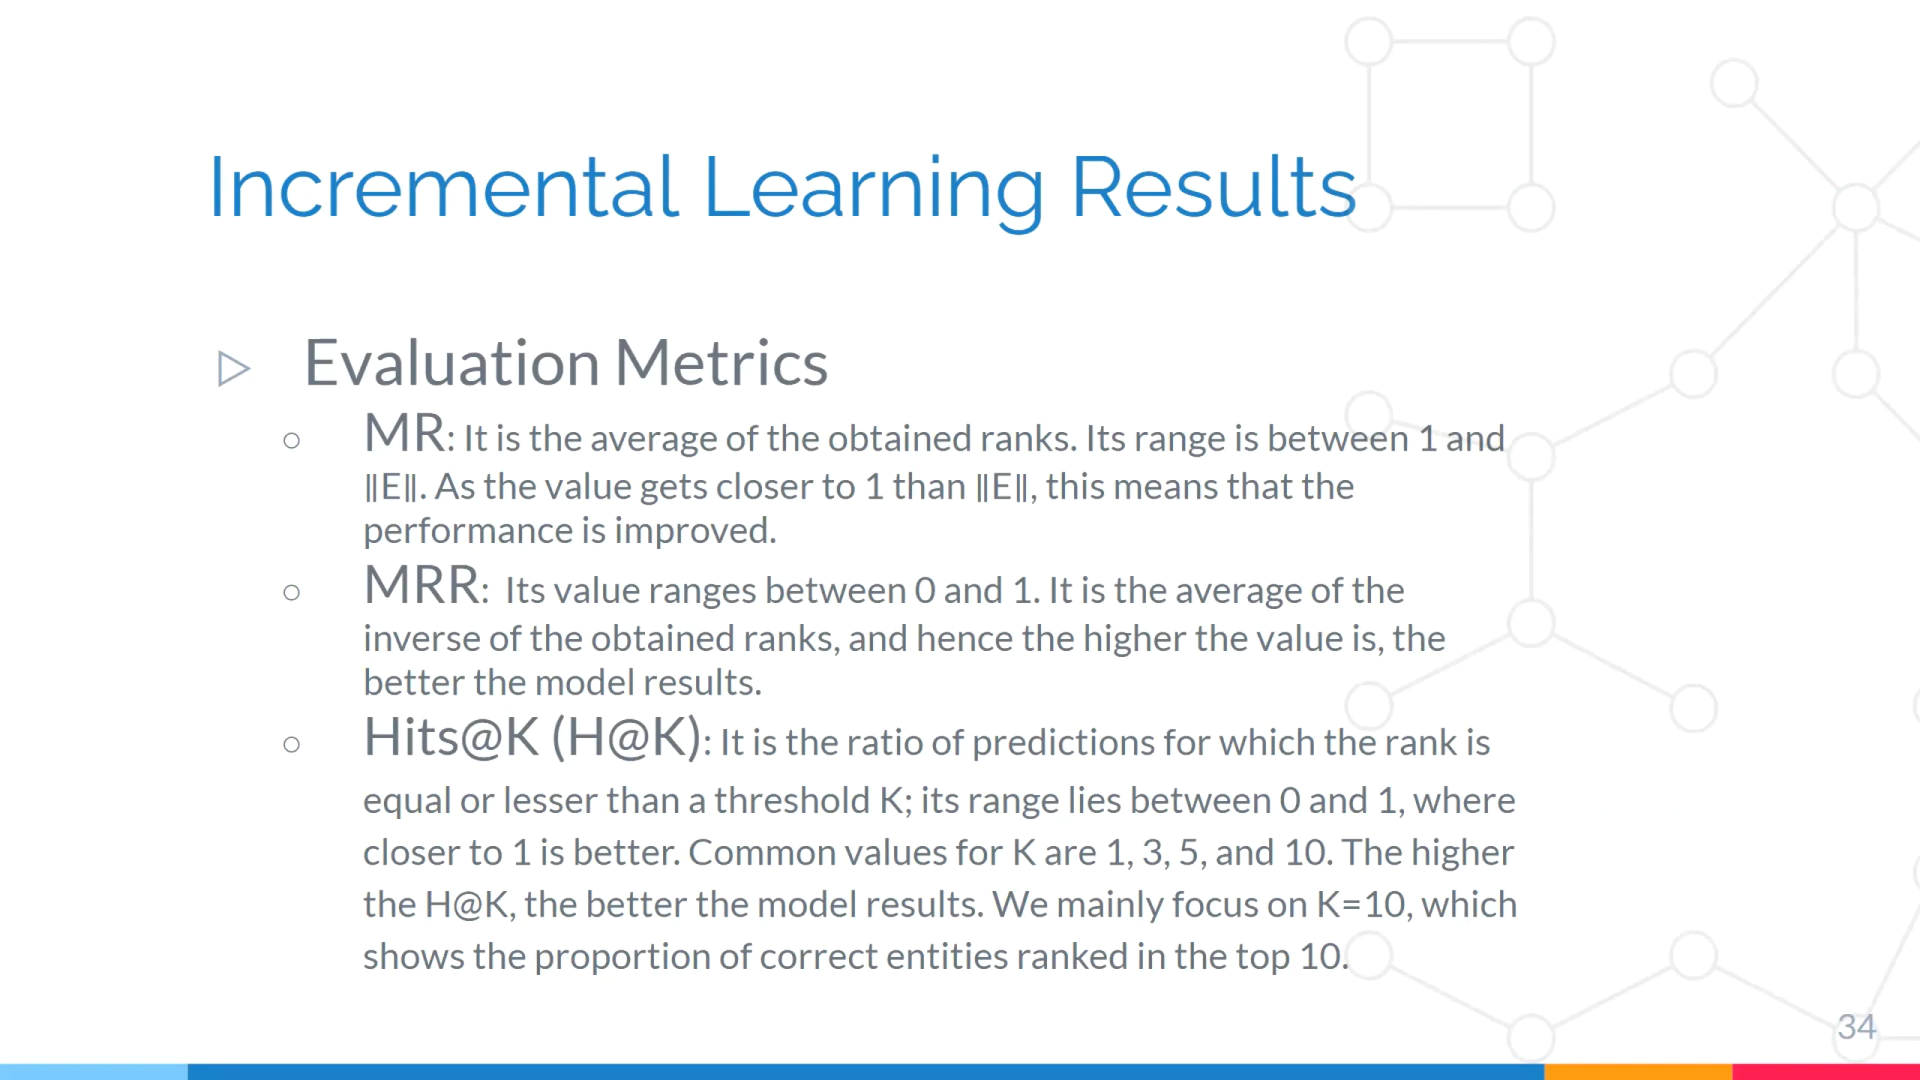 Incremental Learning Results
▷ Evaluation Metrics
○ MR: It is the average of the obtained ranks. Its range is between 1 and
‖E‖. As the value gets closer to 1 than ‖E‖, this means that the
performance is improved.
○ MRR: Its value ranges between 0 and 1. It is the average of the
inverse of the obtained ranks, and hence the higher the value is, the
better the model results.
○ Hits@K (H@K): It is the ratio of predictions for which the rank is
equal or lesser than a threshold K; its range lies between 0 and 1, where
closer to 1 is better. Common values for K are 1, 3, 5, and 10. The higher
the H@K, the better the model results. We mainly focus on K=10, which
shows the proportion of correct entities ranked in the top 10.
34